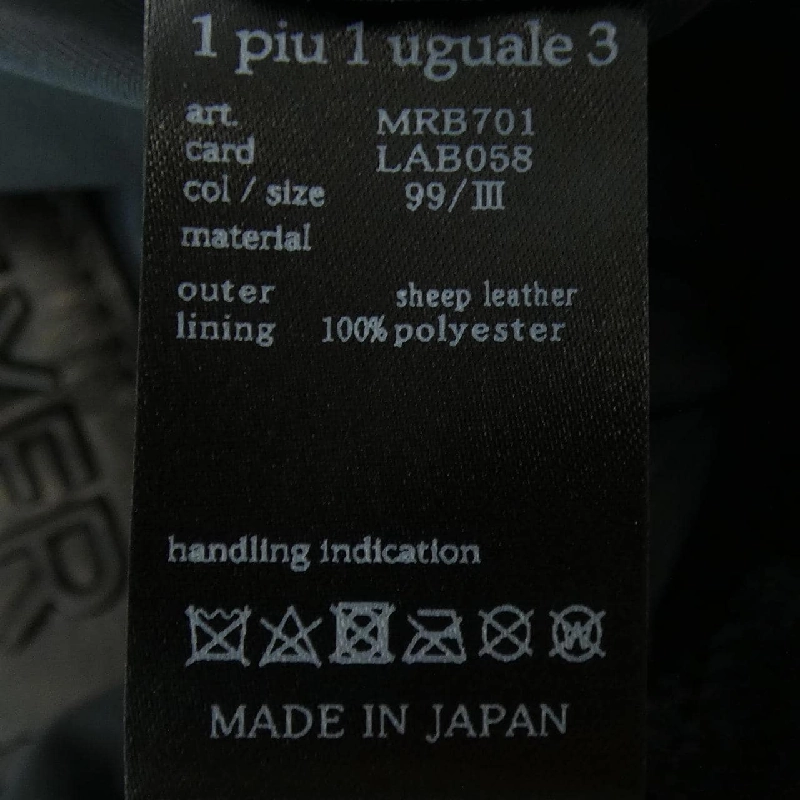 1 piu 1 uguale 3
art. MRB701
card LAB058
col / size 99/III
material
outer sheep leather
lining 100% polyester
handling indication
W
MADE IN JAPAN